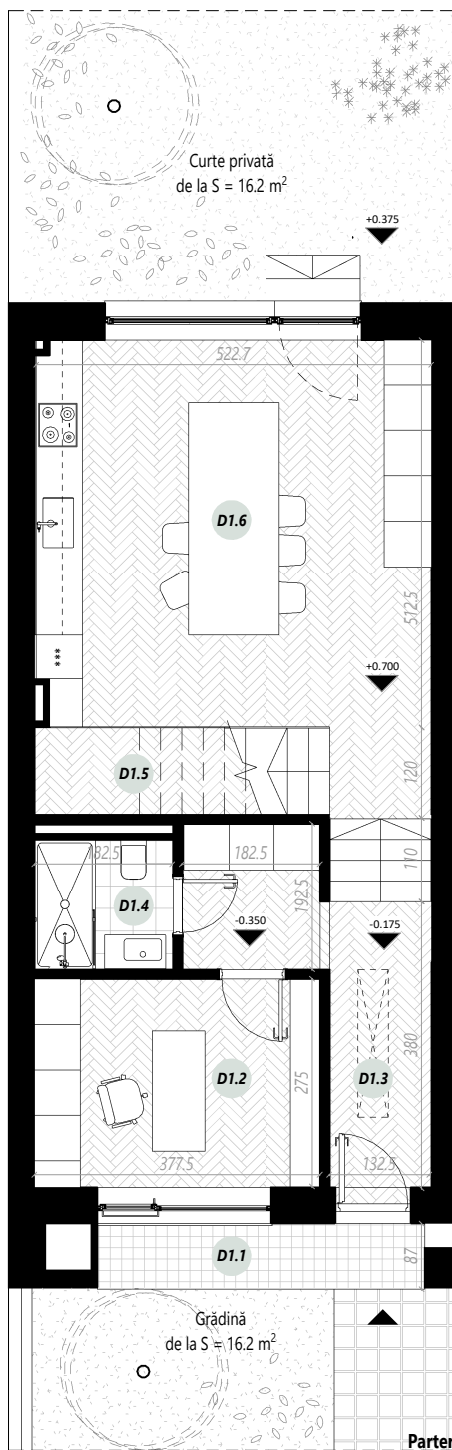 Curte privată
de la S = 16.2 m²
+0.375
522.7
D1.6
512.5
+0.700
120
D1.5
110
182.5
182.5
D1.4
192.5
-0.350
-0.175
D1.2
275
D1.3
380
377.5
132.5
D1.1
87
Grădină
de la S = 16.2 m²
Parter